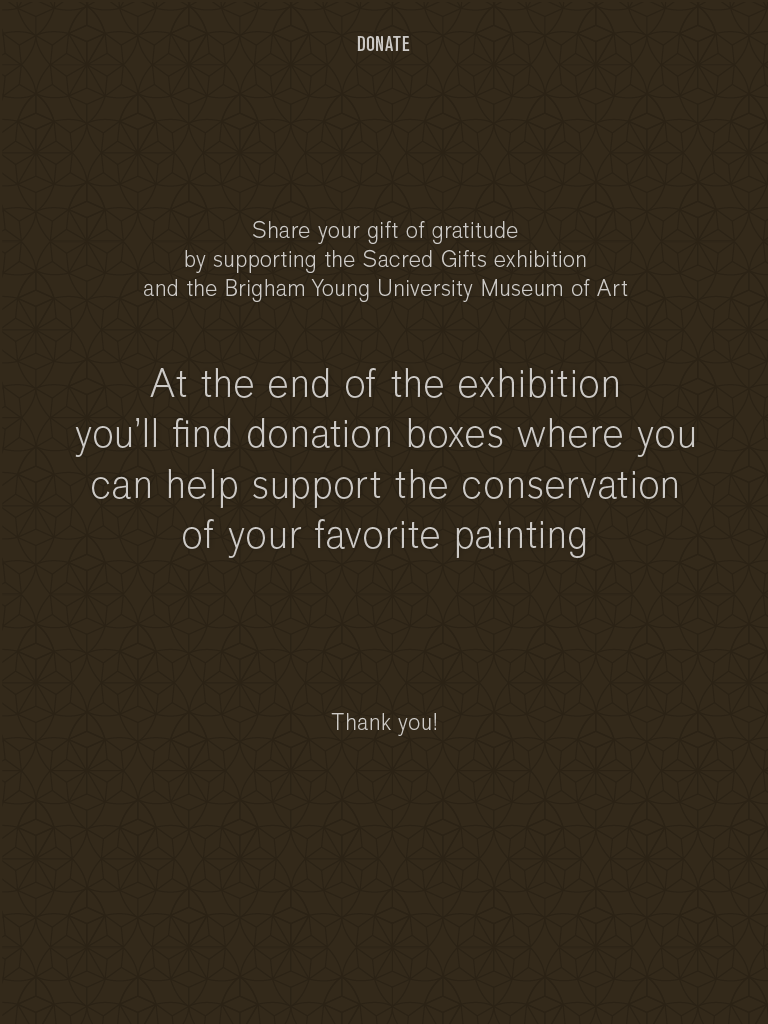 DONATE
Share your gift of gratitude
by supporting the Sacred Gifts exhibition
and the Brigham Young University Museum of Art
At the end of the exhibition
you’ll find donation boxes where you
can help support the conservation
of your favorite painting
Thank you!